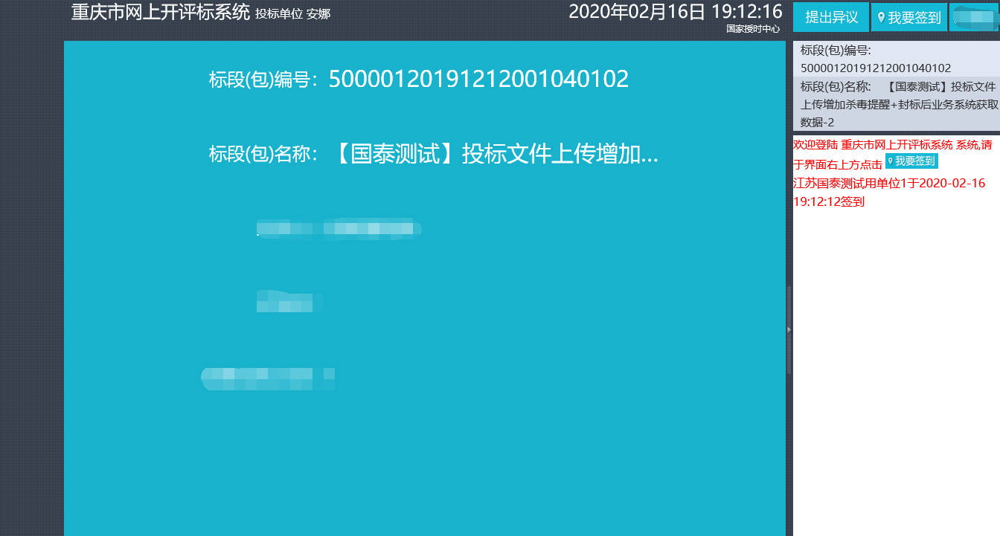 重庆市网上开评标系统 投标单位 安娜
2020年02月16日 19:12:16
国家授时中心
提出异议
我要签到
标段(包)编号：50000120191212001040102
标段(包)名称：【国泰测试】投标文件上传增加...
标段(包)编号:
50000120191212001040102
标段(包)名称: 【国泰测试】投标文件
上传增加杀毒提醒+封标后业务系统获取
数据-2
欢迎登陆 重庆市网上开评标系统 系统,请
于界面右上方点击 我要签到
江苏国泰测试用单位1于2020-02-16
19:12:12签到